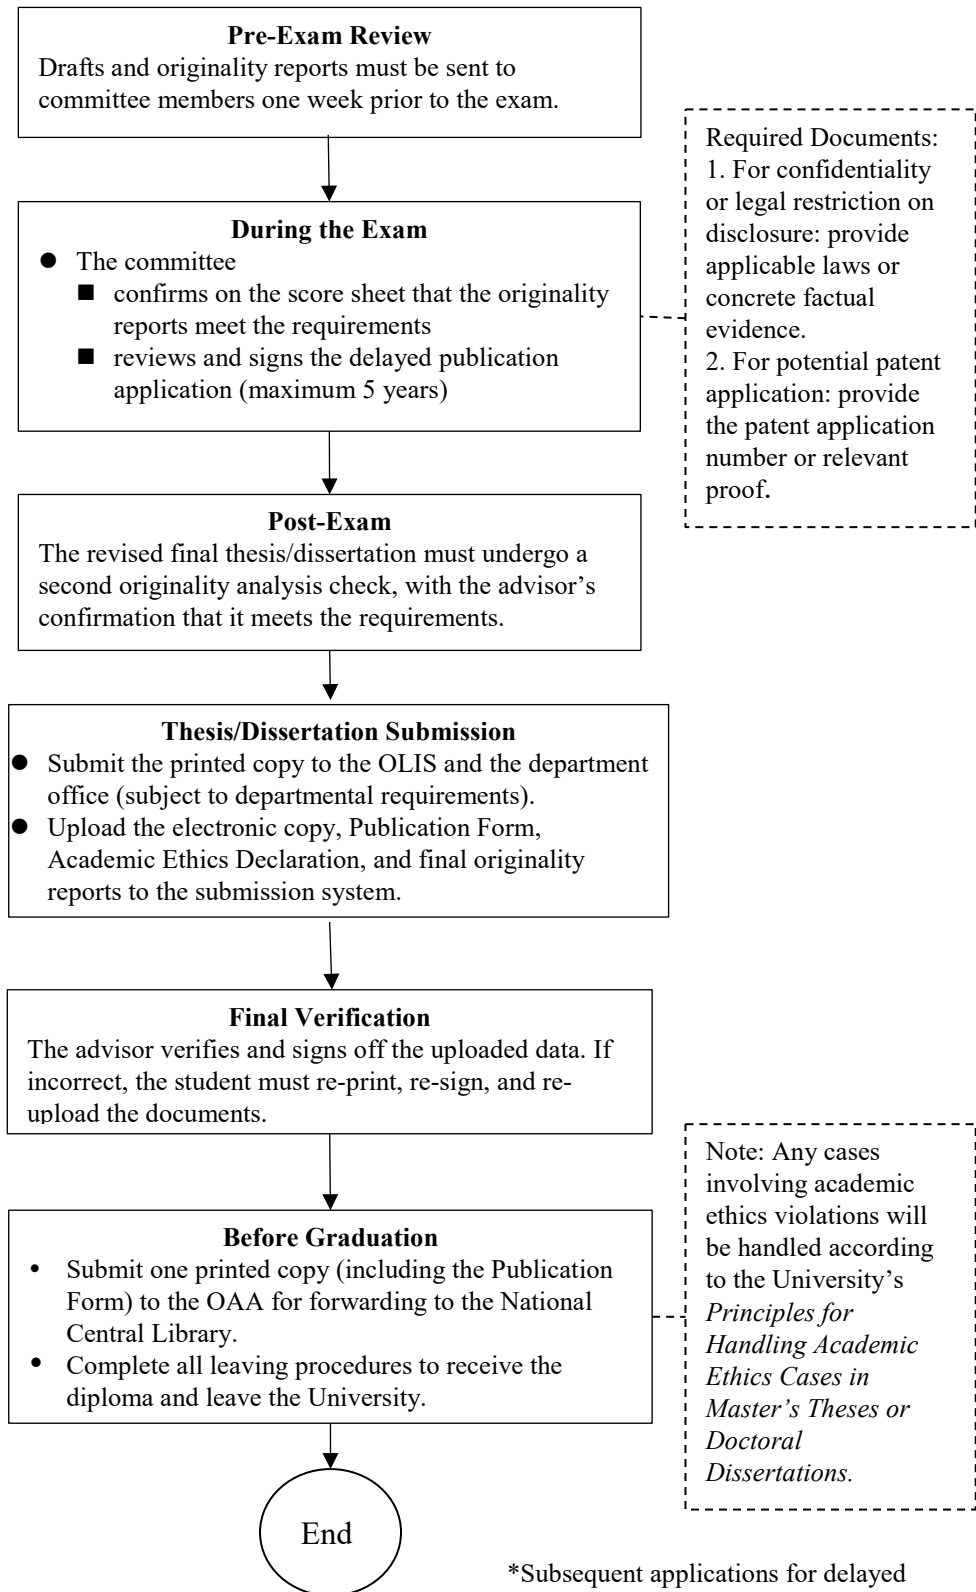 Pre-Exam Review
Drafts and originality reports must be sent to
committee members one week prior to the exam.
During the Exam
● The committee
■ confirms on the score sheet that the originality
reports meet the requirements
■ reviews and signs the delayed publication
application (maximum 5 years)
Required Documents:
1. For confidentiality
or legal restriction on
disclosure: provide
applicable laws or
concrete factual
evidence.
2. For potential patent
application: provide
the patent application
number or relevant
proof.
Post-Exam
The revised final thesis/dissertation must undergo a
second originality analysis check, with the advisor’s
confirmation that it meets the requirements.
Thesis/Dissertation Submission
● Submit the printed copy to the OLIS and the department
office (subject to departmental requirements).
● Upload the electronic copy, Publication Form,
Academic Ethics Declaration, and final originality
reports to the submission system.
Final Verification
The advisor verifies and signs off the uploaded data. If
incorrect, the student must re-print, re-sign, and re-
upload the documents.
Before Graduation
• Submit one printed copy (including the Publication
Form) to the OAA for forwarding to the National
Central Library.
• Complete all leaving procedures to receive the
diploma and leave the University.
Note: Any cases
involving academic
ethics violations will
be handled according
to the University’s
Principles for
Handling Academic
Ethics Cases in
Master’s Theses or
Doctoral
Dissertations.
End
*Subsequent applications for delayed